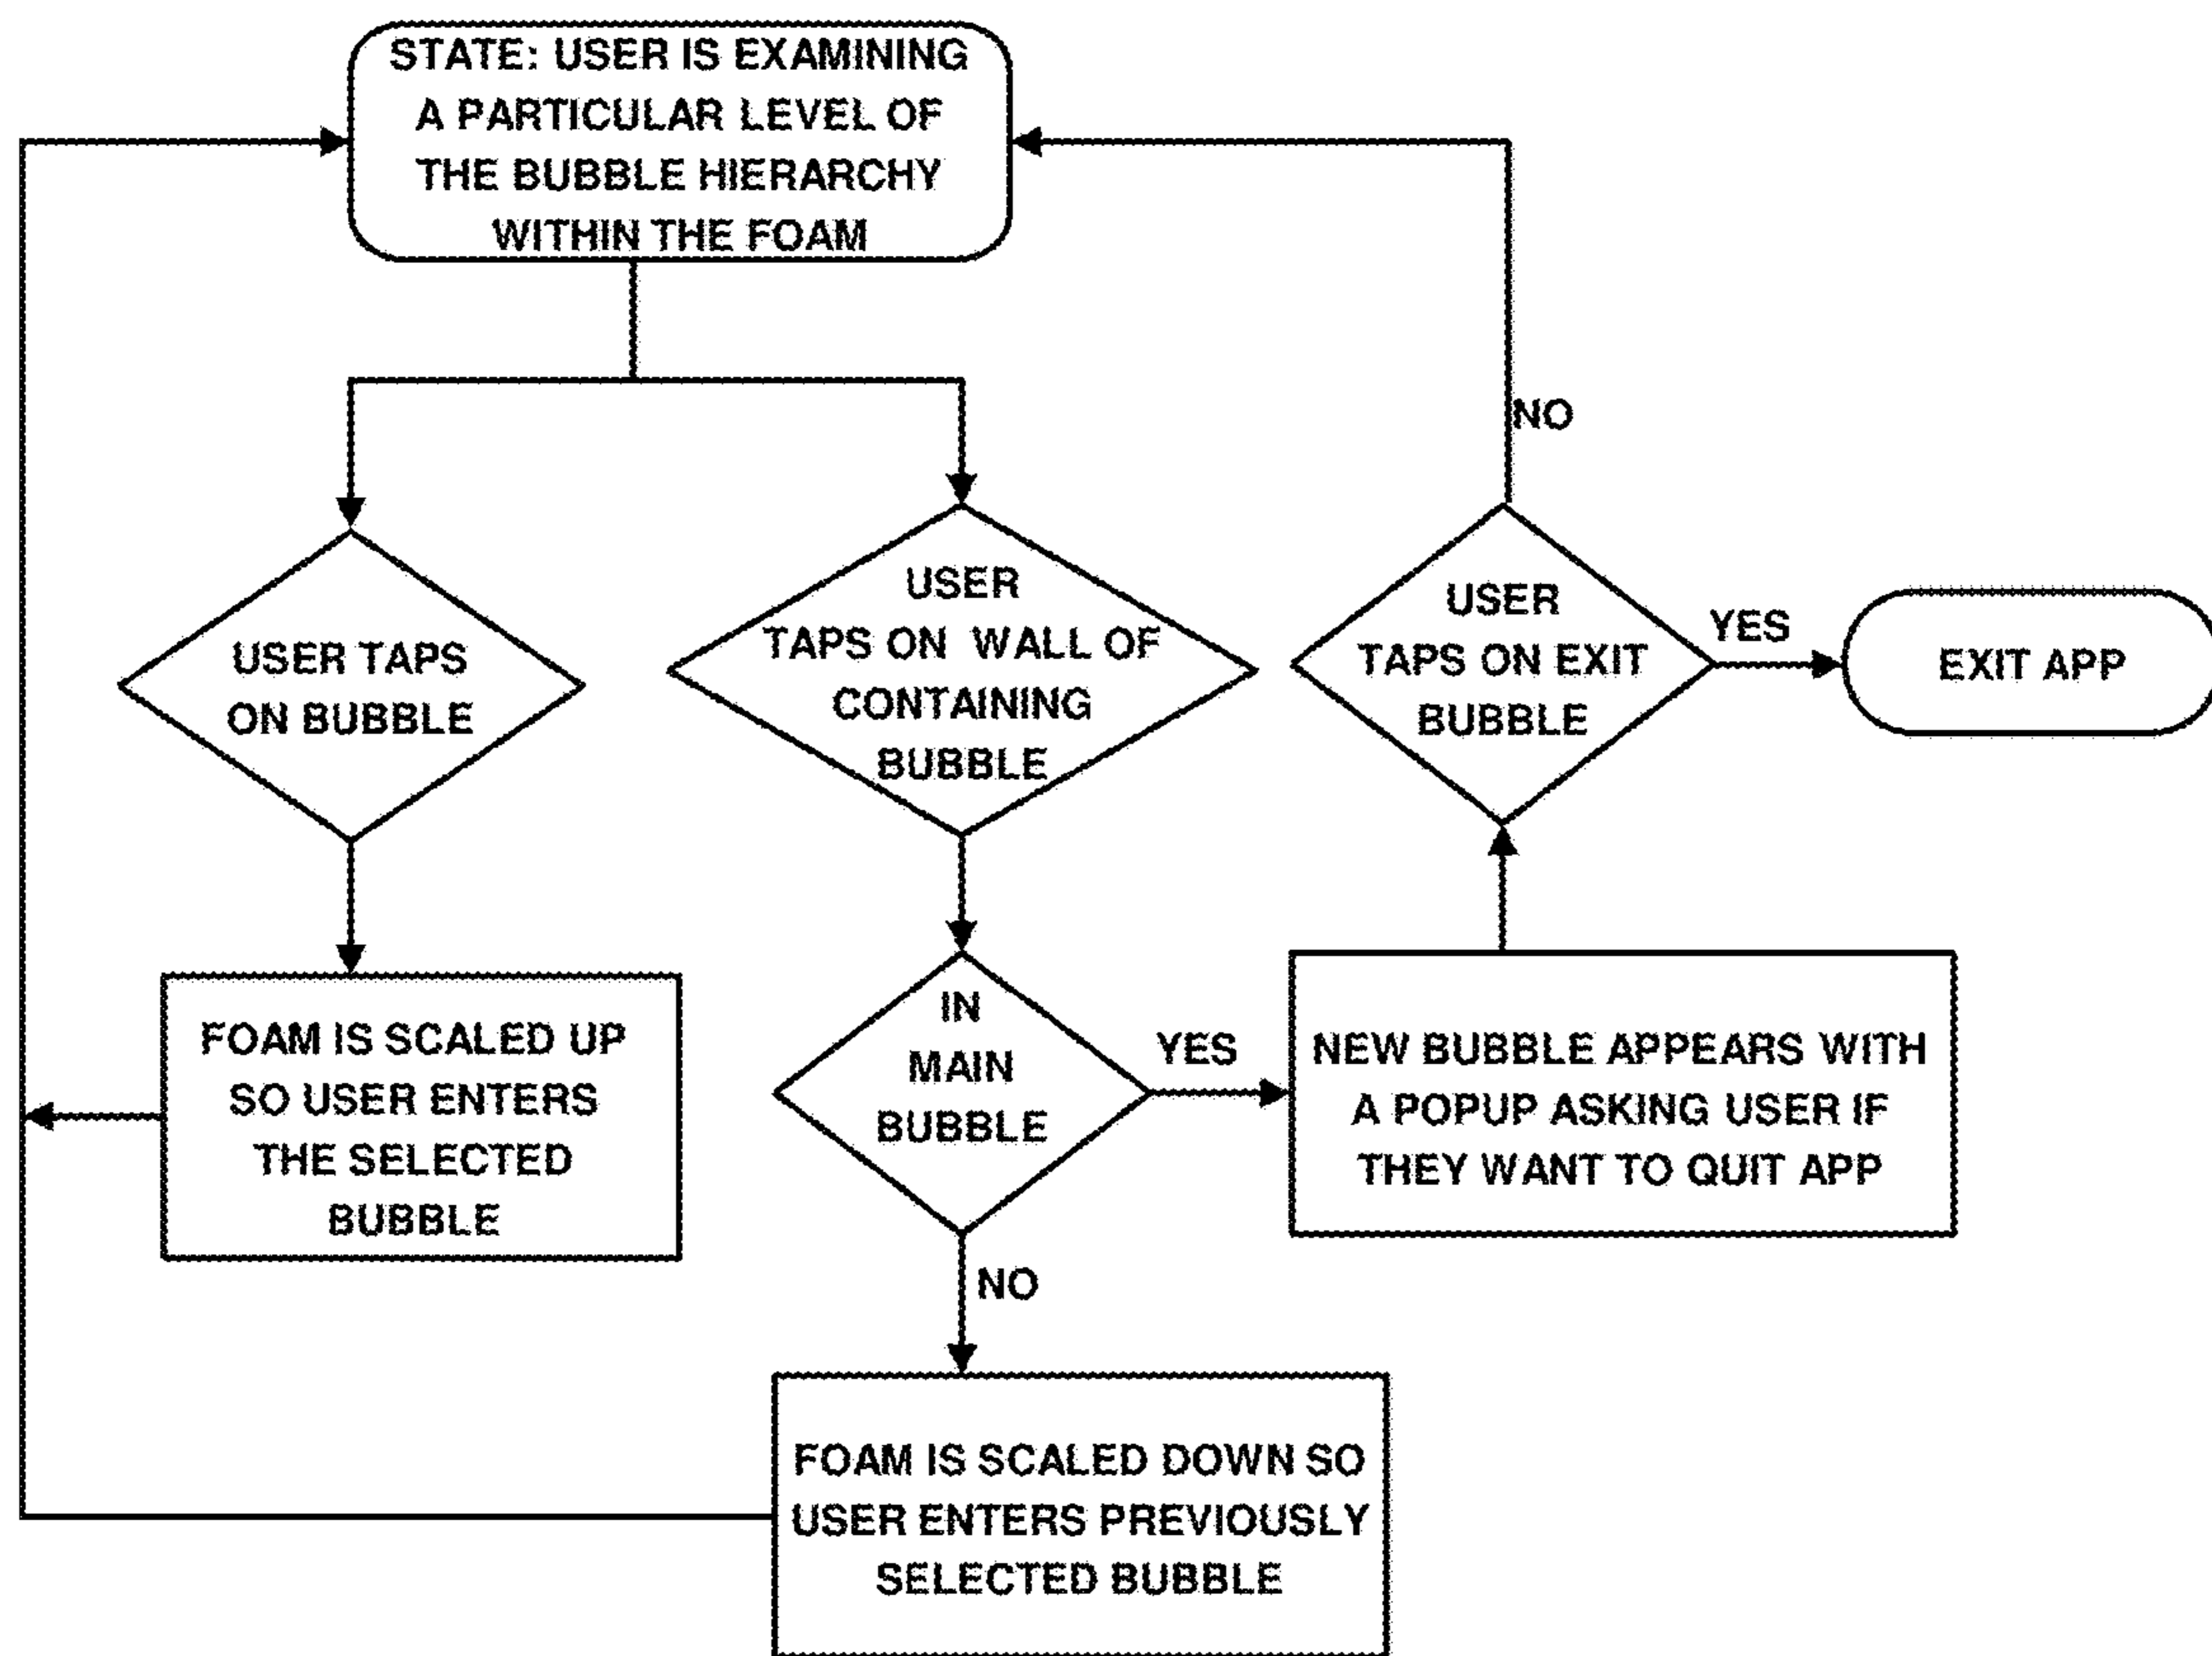 STATE: USER IS EXAMINING
A PARTICULAR LEVEL OF
THE BUBBLE HIERARCHY
WITHIN THE FOAM
NO
USER TAPS
ON BUBBLE
USER
TAPS ON WALL OF
CONTAINING
BUBBLE
USER
TAPS ON EXIT
BUBBLE
YES
EXIT APP
FOAM IS SCALED UP
SO USER ENTERS
THE SELECTED
BUBBLE
IN
MAIN
BUBBLE
YES
NEW BUBBLE APPEARS WITH
A POPUP ASKING USER IF
THEY WANT TO QUIT APP
NO
FOAM IS SCALED DOWN SO
USER ENTERS PREVIOUSLY
SELECTED BUBBLE